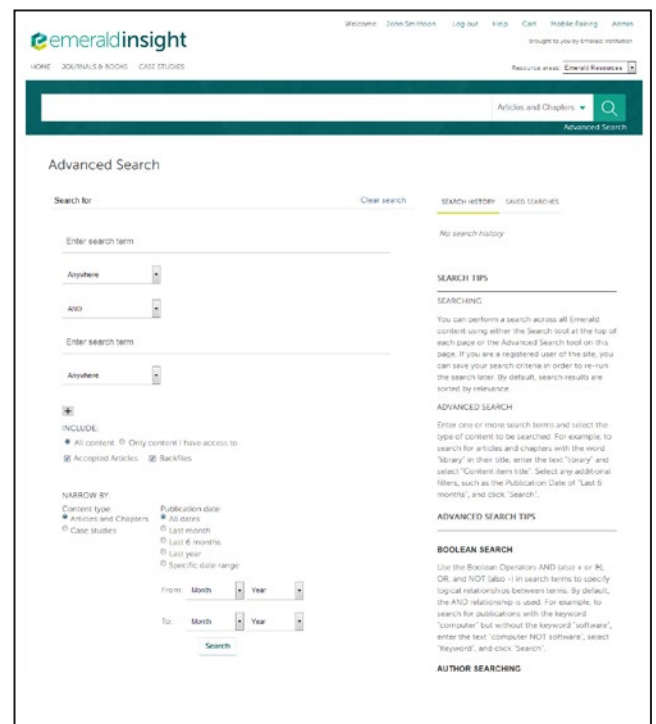 Welcome: John Smithson Log out Help Cart Mobile Pairing Admin
emeraldinsight
brought to you by Emerald Institution
HOME JOURNALS & BOOKS CASE STUDIES
Resource areas: Emerald Resources
Articles and Chapters
Advanced Search
Advanced Search
Search for Clear search
SEARCH HISTORY SAVED SEARCHES
No search history
Enter search term
Anywhere
AND
Enter search term
Anywhere
+
INCLUDE:
All content Only content I have access to
Accepted Articles Backfiles
NARROW BY:
Content type
Articles and Chapters
Case studies
Publication date
All dates
Last month
Last 6 months
Last year
Specific date range
From: Month Year
To: Month Year
Search
SEARCH TIPS
SEARCHING
You can perform a search across all Emerald
content using either the Search tool at the top of
each page or the Advanced Search tool on this
page. If you are a registered user of the site, you
can save your search criteria in order to re-run
the search later. By default, search results are
sorted by relevance.
ADVANCED SEARCH
Enter one or more search terms and select the
type of content to be searched. For example, to
search for articles and chapters with the word
"library" in their title, enter the text "library" and
select "Content item title". Select any additional
filters, such as the Publication Date of "Last 6
months", and click "Search".
ADVANCED SEARCH TIPS
BOOLEAN SEARCH
Use the Boolean Operators AND (also + or &),
OR, and NOT (also -) in search terms to specify
logical relationships between terms. By default,
the AND relationship is used. For example, to
search for publications with the keyword
"computer" but without the keyword "software",
enter the text "computer NOT software", select
"Keyword", and click "Search".
AUTHOR SEARCHING